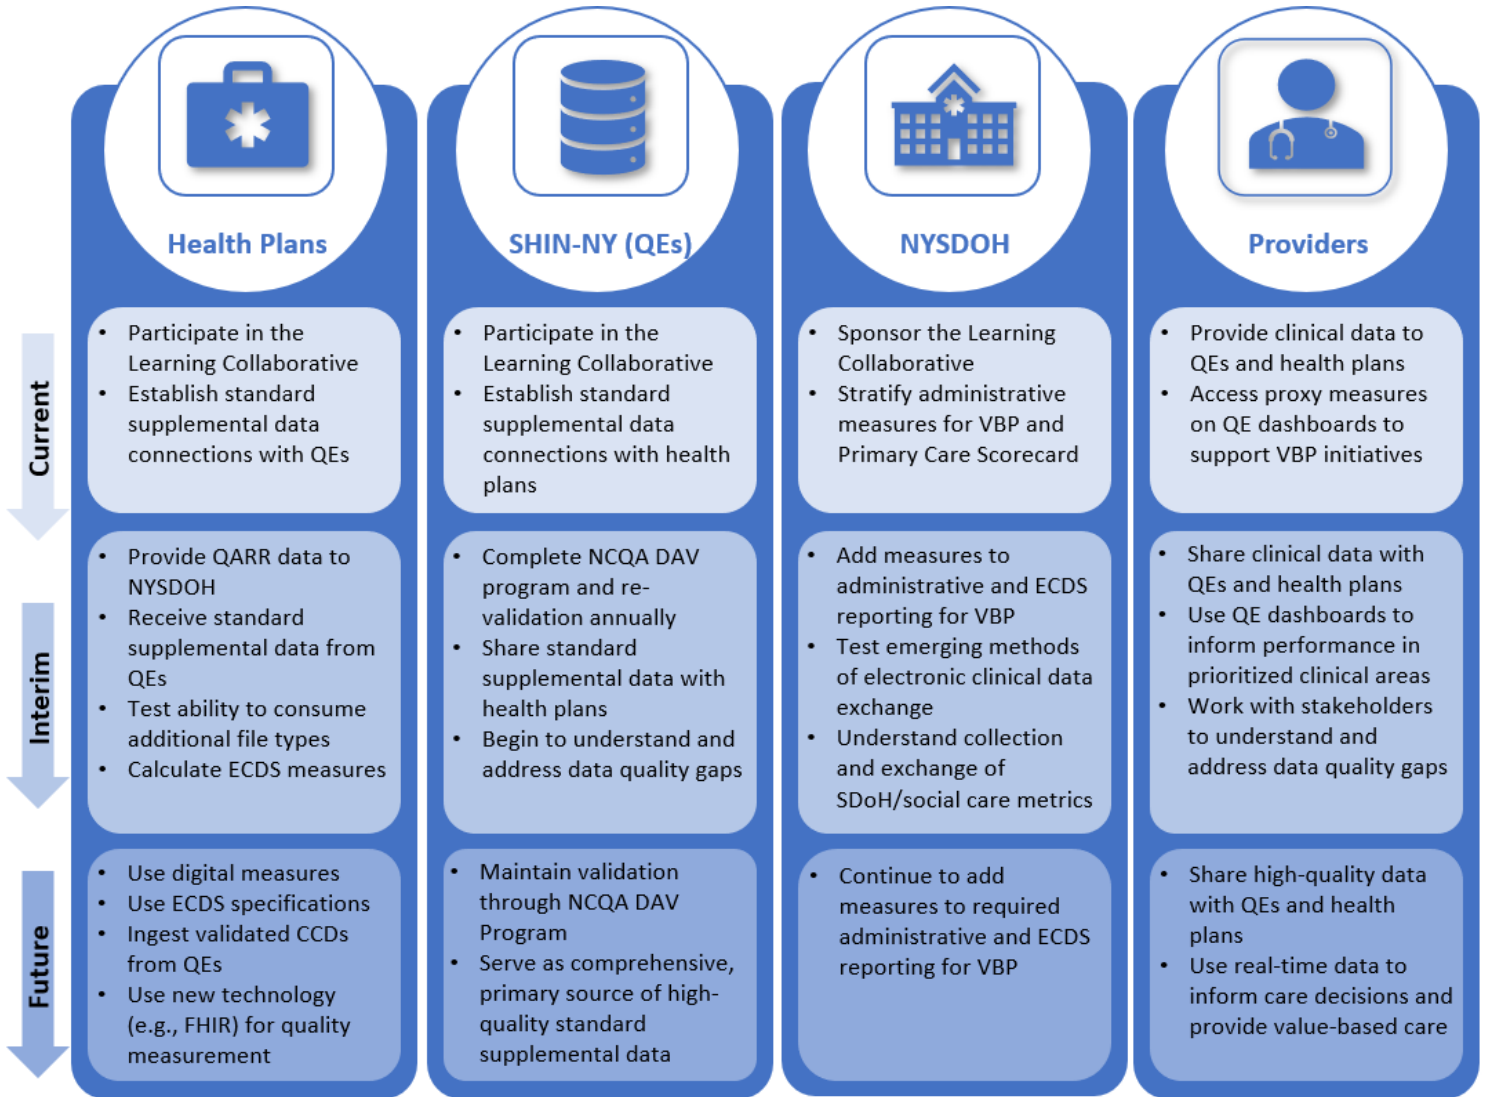 Health Plans
SHIN-NY (QEs)
NYSDOH
Providers
Current
• Participate in the
Learning Collaborative
• Establish standard
supplemental data
connections with QEs
• Participate in the
Learning Collaborative
• Establish standard
supplemental data
connections with health
plans
• Sponsor the Learning
Collaborative
• Stratify administrative
measures for VBP and
Primary Care Scorecard
• Provide clinical data to
QEs and health plans
• Access proxy measures
on QE dashboards to
support VBP initiatives
Interim
• Provide QARR data to
NYSDOH
• Receive standard
supplemental data from
QEs
• Test ability to consume
additional file types
• Calculate ECDS measures
• Complete NCQA DAV
program and re-
validation annually
• Share standard
supplemental data with
health plans
• Begin to understand and
address data quality gaps
• Add measures to
administrative and ECDS
reporting for VBP
• Test emerging methods
of electronic clinical data
exchange
• Understand collection
and exchange of
SDoH/social care metrics
• Share clinical data with
QEs and health plans
• Use QE dashboards to
inform performance in
prioritized clinical areas
• Work with stakeholders
to understand and
address data quality gaps
Future
• Use digital measures
• Use ECDS specifications
• Ingest validated CCDs
from QEs
• Use new technology
(e.g., FHIR) for quality
measurement
• Maintain validation
through NCQA DAV
Program
• Serve as comprehensive,
primary source of high-
quality standard
supplemental data
• Continue to add
measures to required
administrative and ECDS
reporting for VBP
• Share high-quality data
with QEs and health
plans
• Use real-time data to
inform care decisions and
provide value-based care